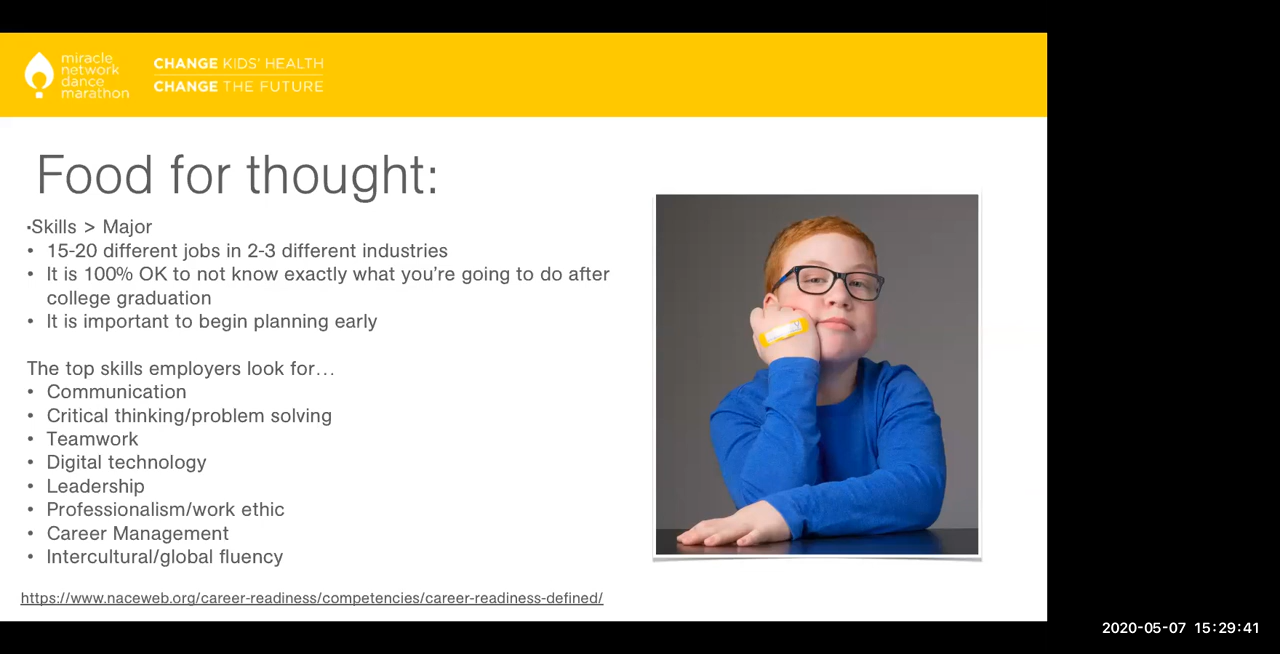 miracle
network
dance
marathon
CHANGE KIDS' HEALTH
CHANGE THE FUTURE
Food for thought:
•Skills > Major
• 15-20 different jobs in 2-3 different industries
• It is 100% OK to not know exactly what you're going to do after
college graduation
• It is important to begin planning early
The top skills employers look for…
• Communication
• Critical thinking/problem solving
• Teamwork
• Digital technology
• Leadership
• Professionalism/work ethic
• Career Management
• Intercultural/global fluency
https://www.naceweb.org/career-readiness/competencies/career-readiness-defined/
2020-05-07 15:29:41